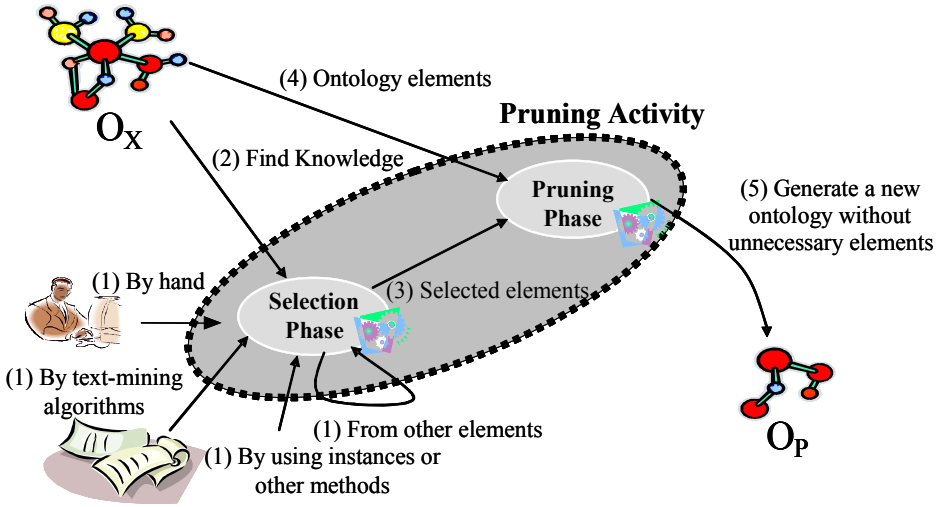 (4) Ontology elements
Pruning Activity
O_X
(2) Find Knowledge
Pruning
Phase
(5) Generate a new
ontology without
unnecessary elements
(1) By hand
(3) Selected elements
Selection
Phase
(1) By text-mining
algorithms
(1) From other elements
(1) By using instances or
other methods
O_P